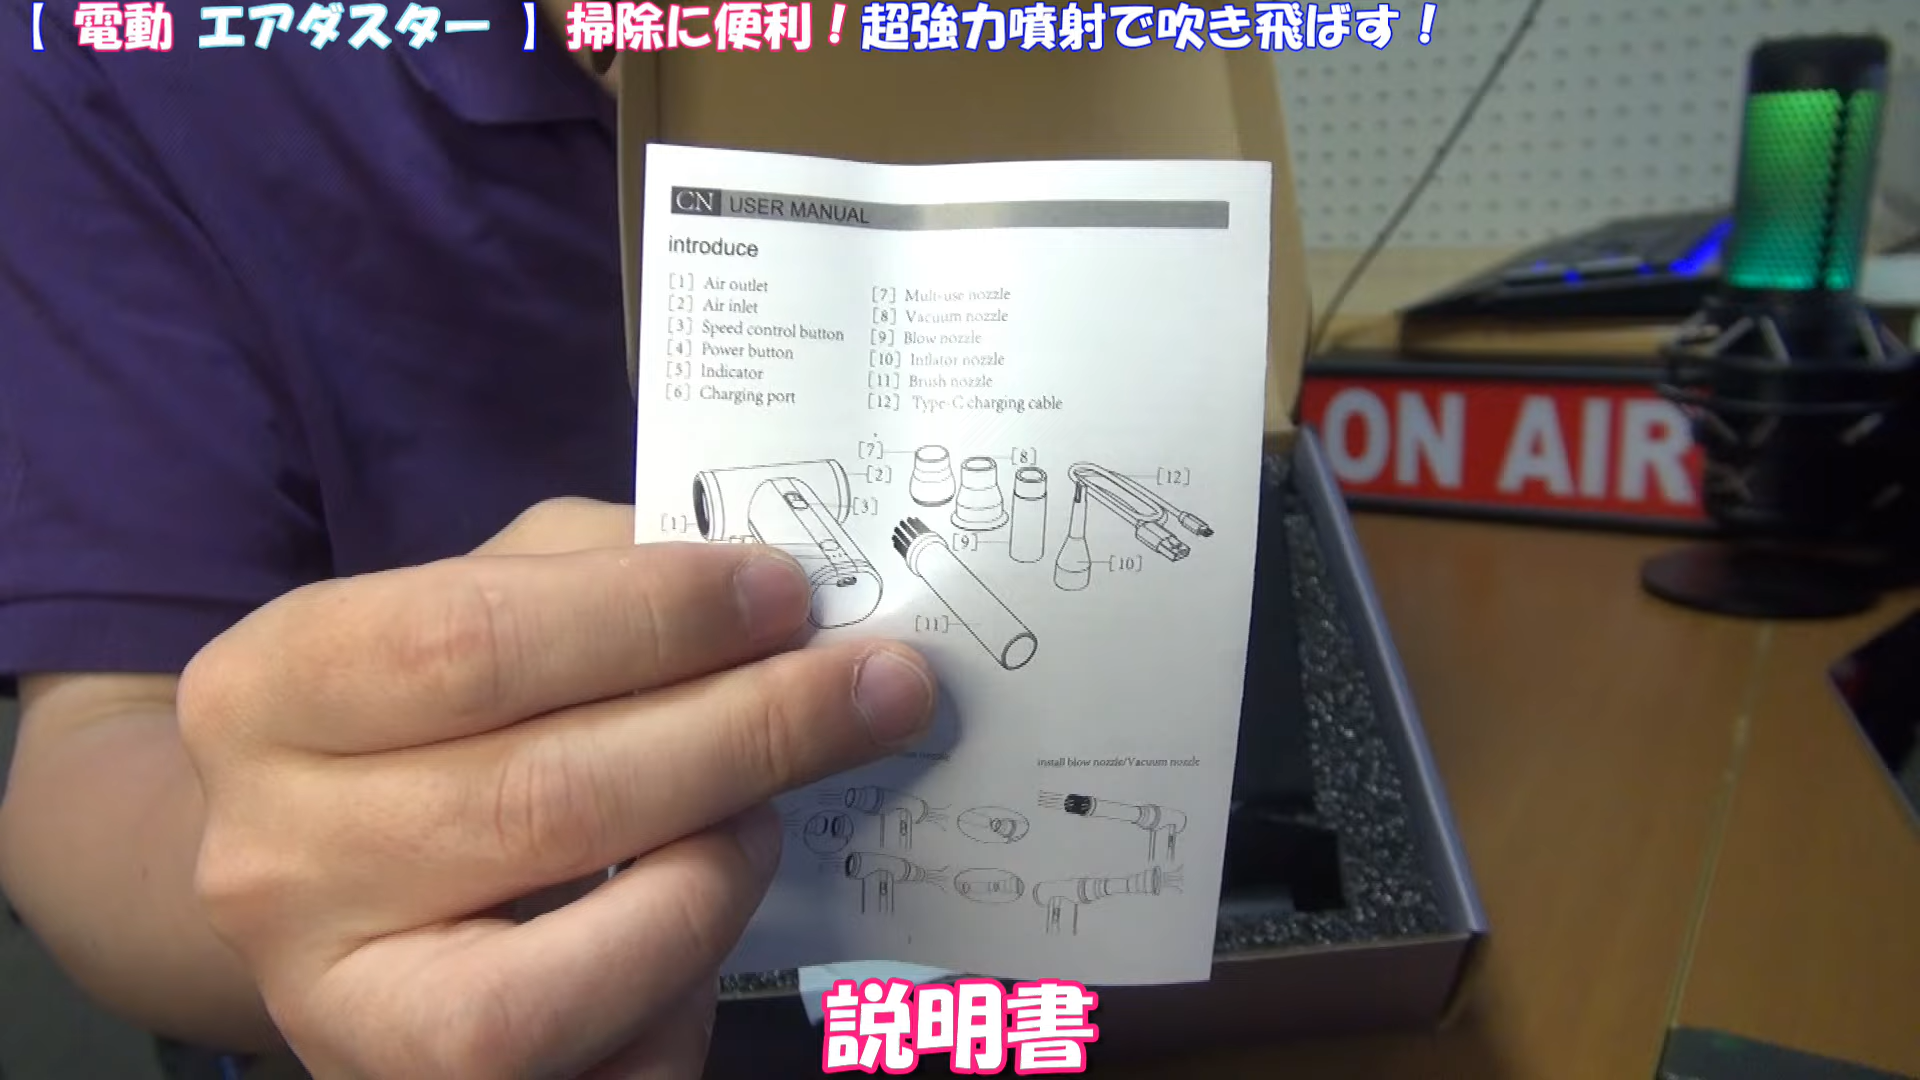 【 電動 エアダスター 】掃除に便利！超強力噴射で吹き飛ばす！
CN USER MANUAL
introduce
[1] Air outlet
[2] Air inlet
[3] Speed control button
[4] Power button
[5] Indicator
[6] Charging port
[7] Mult-use nozzle
[8] Vacuum nozzle
[9] Blow nozzle
[10] Inflator nozzle
[11] Brush nozzle
[12] Type-C charging cable
[7]
[8]
[2]
[12]
[3]
[1]
[9]
[10]
[11]
install blow nozzle/Vacuum nozzle
ON AIR
説明書